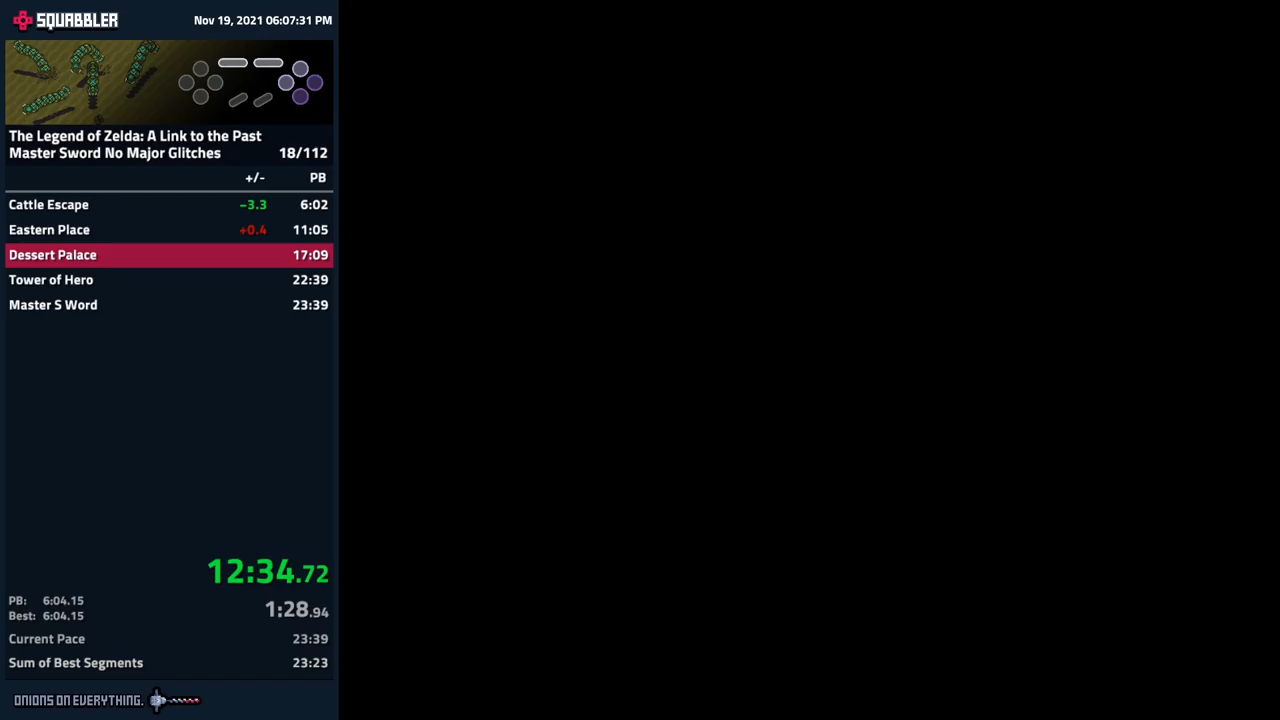 SQUABBLER
Nov 19, 2021 06:07:31 PM
The Legend of Zelda: A Link to the Past
Master Sword No Major Glitches 18/112
+/- PB
Cattle Escape −3.3 6:02
Eastern Place +0.4 11:05
Dessert Palace 17:09
Tower of Hero 22:39
Master S Word 23:39
12:34.72
PB: 6:04.15
Best: 6:04.15
1:28.94
Current Pace 23:39
Sum of Best Segments 23:23
ONIONS ON EVERYTHING.